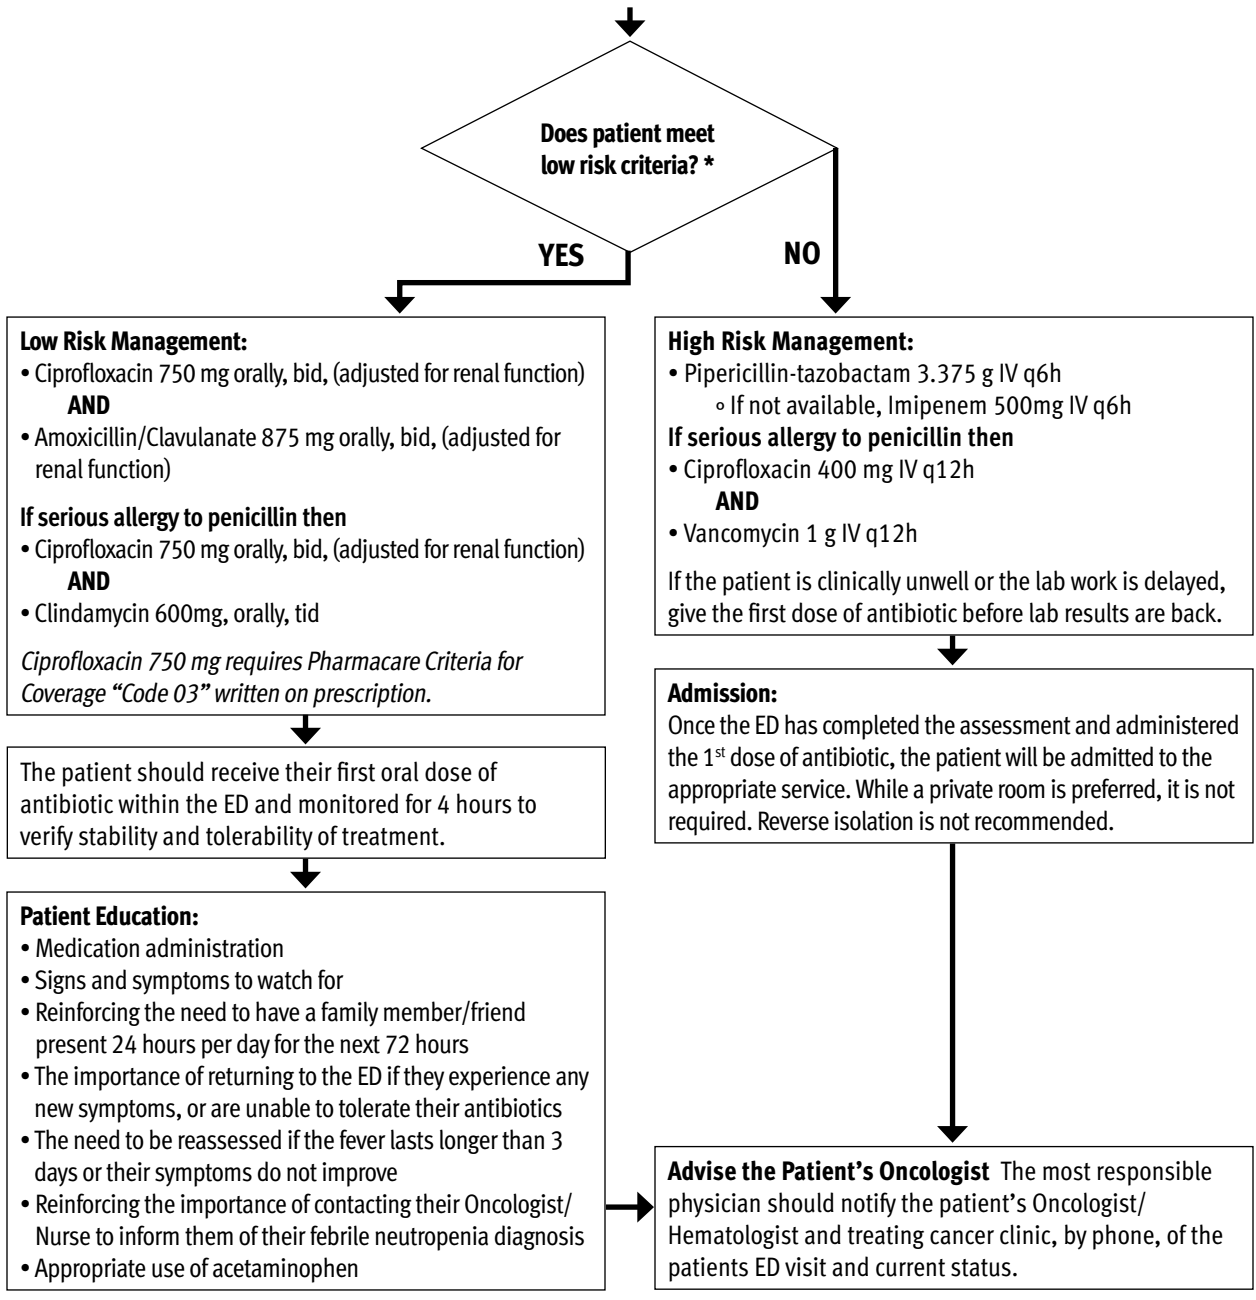 Does patient meet
low risk criteria? *
YES
NO
Low Risk Management:
• Ciprofloxacin 750 mg orally, bid, (adjusted for renal function)
AND
• Amoxicillin/Clavulanate 875 mg orally, bid, (adjusted for
renal function)
If serious allergy to penicillin then
• Ciprofloxacin 750 mg orally, bid, (adjusted for renal function)
AND
• Clindamycin 600mg, orally, tid
Ciprofloxacin 750 mg requires Pharmacare Criteria for
Coverage “Code 03” written on prescription.
The patient should receive their first oral dose of
antibiotic within the ED and monitored for 4 hours to
verify stability and tolerability of treatment.
Patient Education:
• Medication administration
• Signs and symptoms to watch for
• Reinforcing the need to have a family member/friend
present 24 hours per day for the next 72 hours
• The importance of returning to the ED if they experience any
new symptoms, or are unable to tolerate their antibiotics
• The need to be reassessed if the fever lasts longer than 3
days or their symptoms do not improve
• Reinforcing the importance of contacting their Oncologist/
Nurse to inform them of their febrile neutropenia diagnosis
• Appropriate use of acetaminophen
High Risk Management:
• Pipericillin-tazobactam 3.375 g IV q6h
o If not available, Imipenem 500mg IV q6h
If serious allergy to penicillin then
• Ciprofloxacin 400 mg IV q12h
AND
• Vancomycin 1 g IV q12h
If the patient is clinically unwell or the lab work is delayed,
give the first dose of antibiotic before lab results are back.
Admission:
Once the ED has completed the assessment and administered
the 1st dose of antibiotic, the patient will be admitted to the
appropriate service. While a private room is preferred, it is not
required. Reverse isolation is not recommended.
Advise the Patient’s Oncologist The most responsible
physician should notify the patient’s Oncologist/
Hematologist and treating cancer clinic, by phone, of the
patients ED visit and current status.